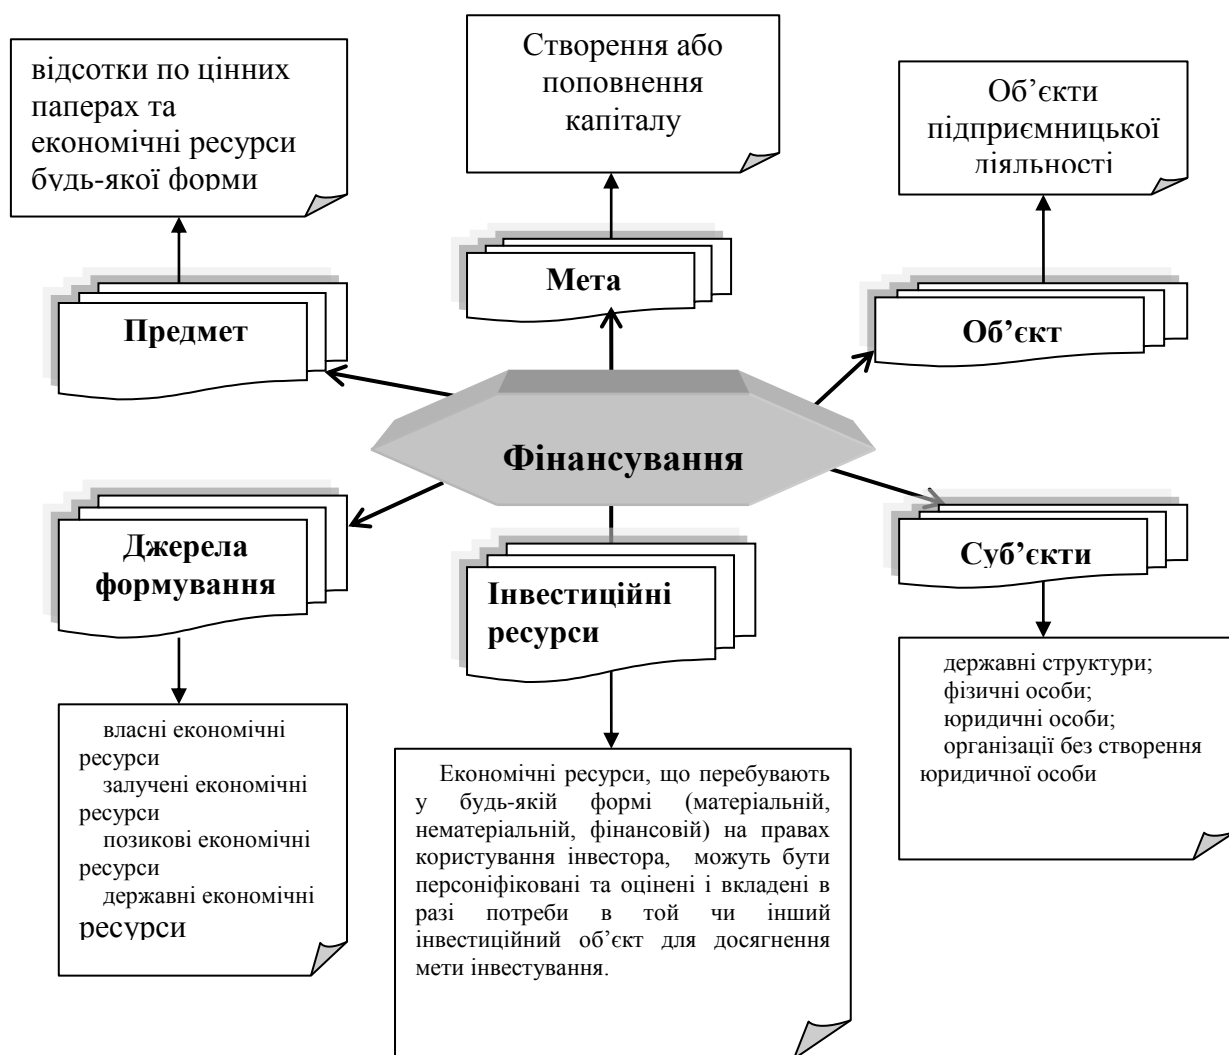 відсотки по цінних
паперах та
економічні ресурси
будь-якої форми
Створення або
поповнення
капіталу
Об’єкти
підприємницької
діяльності
Предмет
Мета
Об’єкт
Фінансування
Джерела
формування
Інвестиційні
ресурси
Суб’єкти
власні економічні
ресурси
залучені економічні
ресурси
позикові економічні
ресурси
державні економічні
ресурси
Економічні ресурси, що перебувають
у будь-якій формі (матеріальній,
нематеріальній, фінансовій) на правах
користування інвестора, можуть бути
персоніфіковані та оцінені і вкладені в
разі потреби в той чи інший
інвестиційний об’єкт для досягнення
мети інвестування.
державні структури;
фізичні особи;
юридичні особи;
організації без створення
юридичної особи